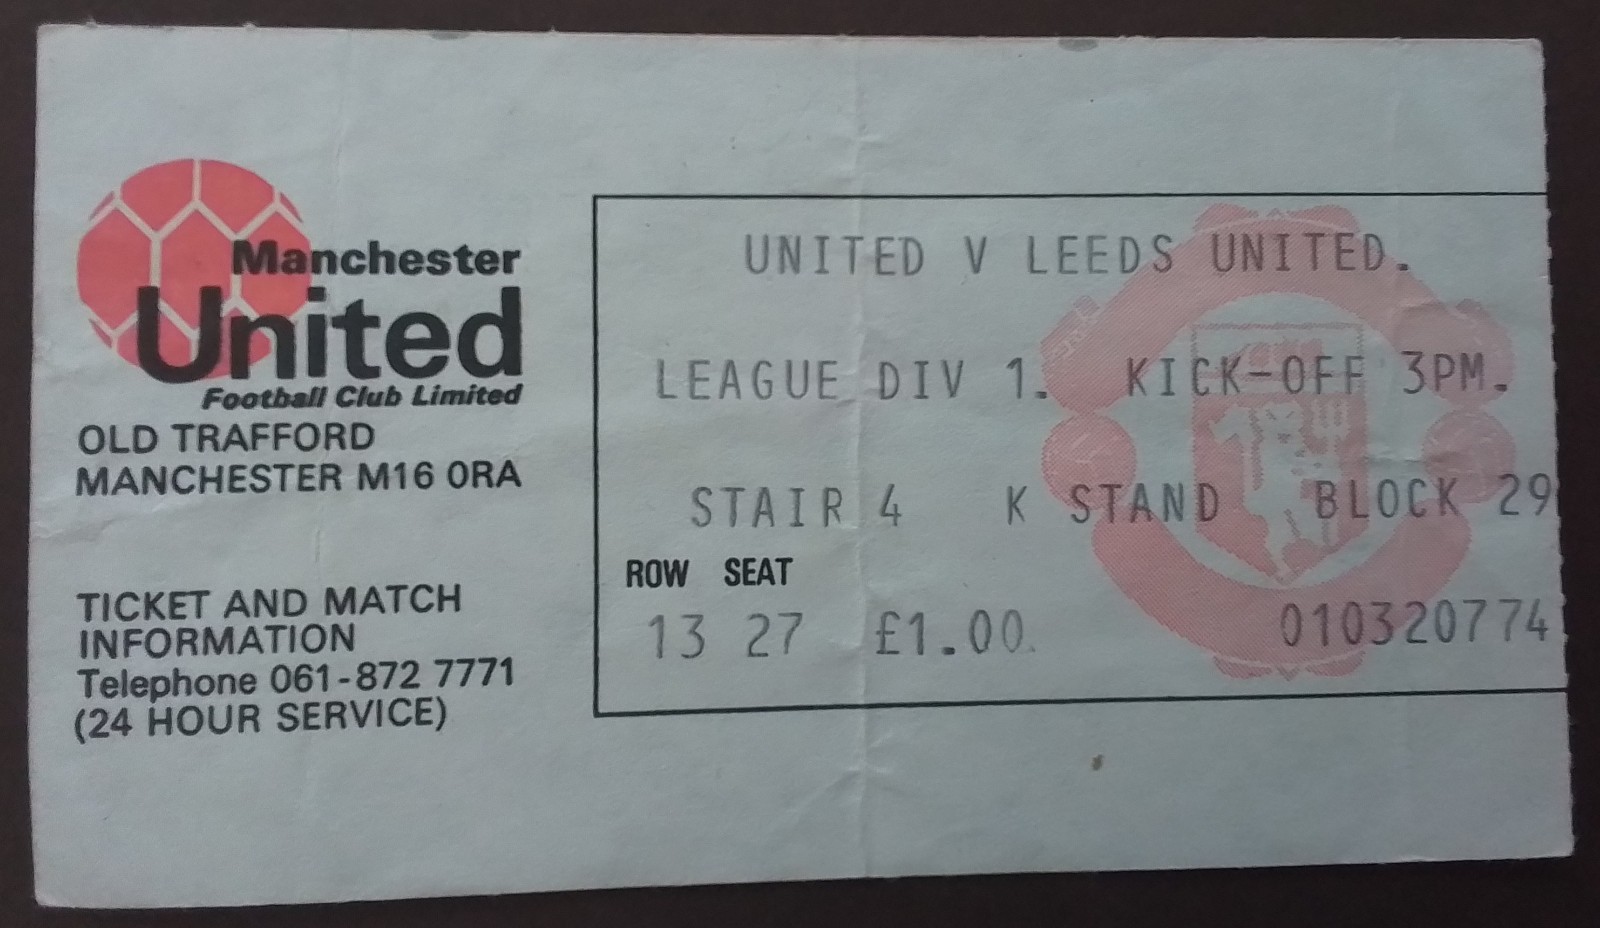 Manchester
United
Football Club Limited
OLD TRAFFORD
MANCHESTER M16 0RA
TICKET AND MATCH
INFORMATION
Telephone 061-872 7771
(24 HOUR SERVICE)
UNITED V LEEDS UNITED.
LEAGUE DIV 1. KICK-OFF 3PM.
STAIR 4 K STAND BLOCK 29
ROW SEAT
13 27 £1.00. 010320774